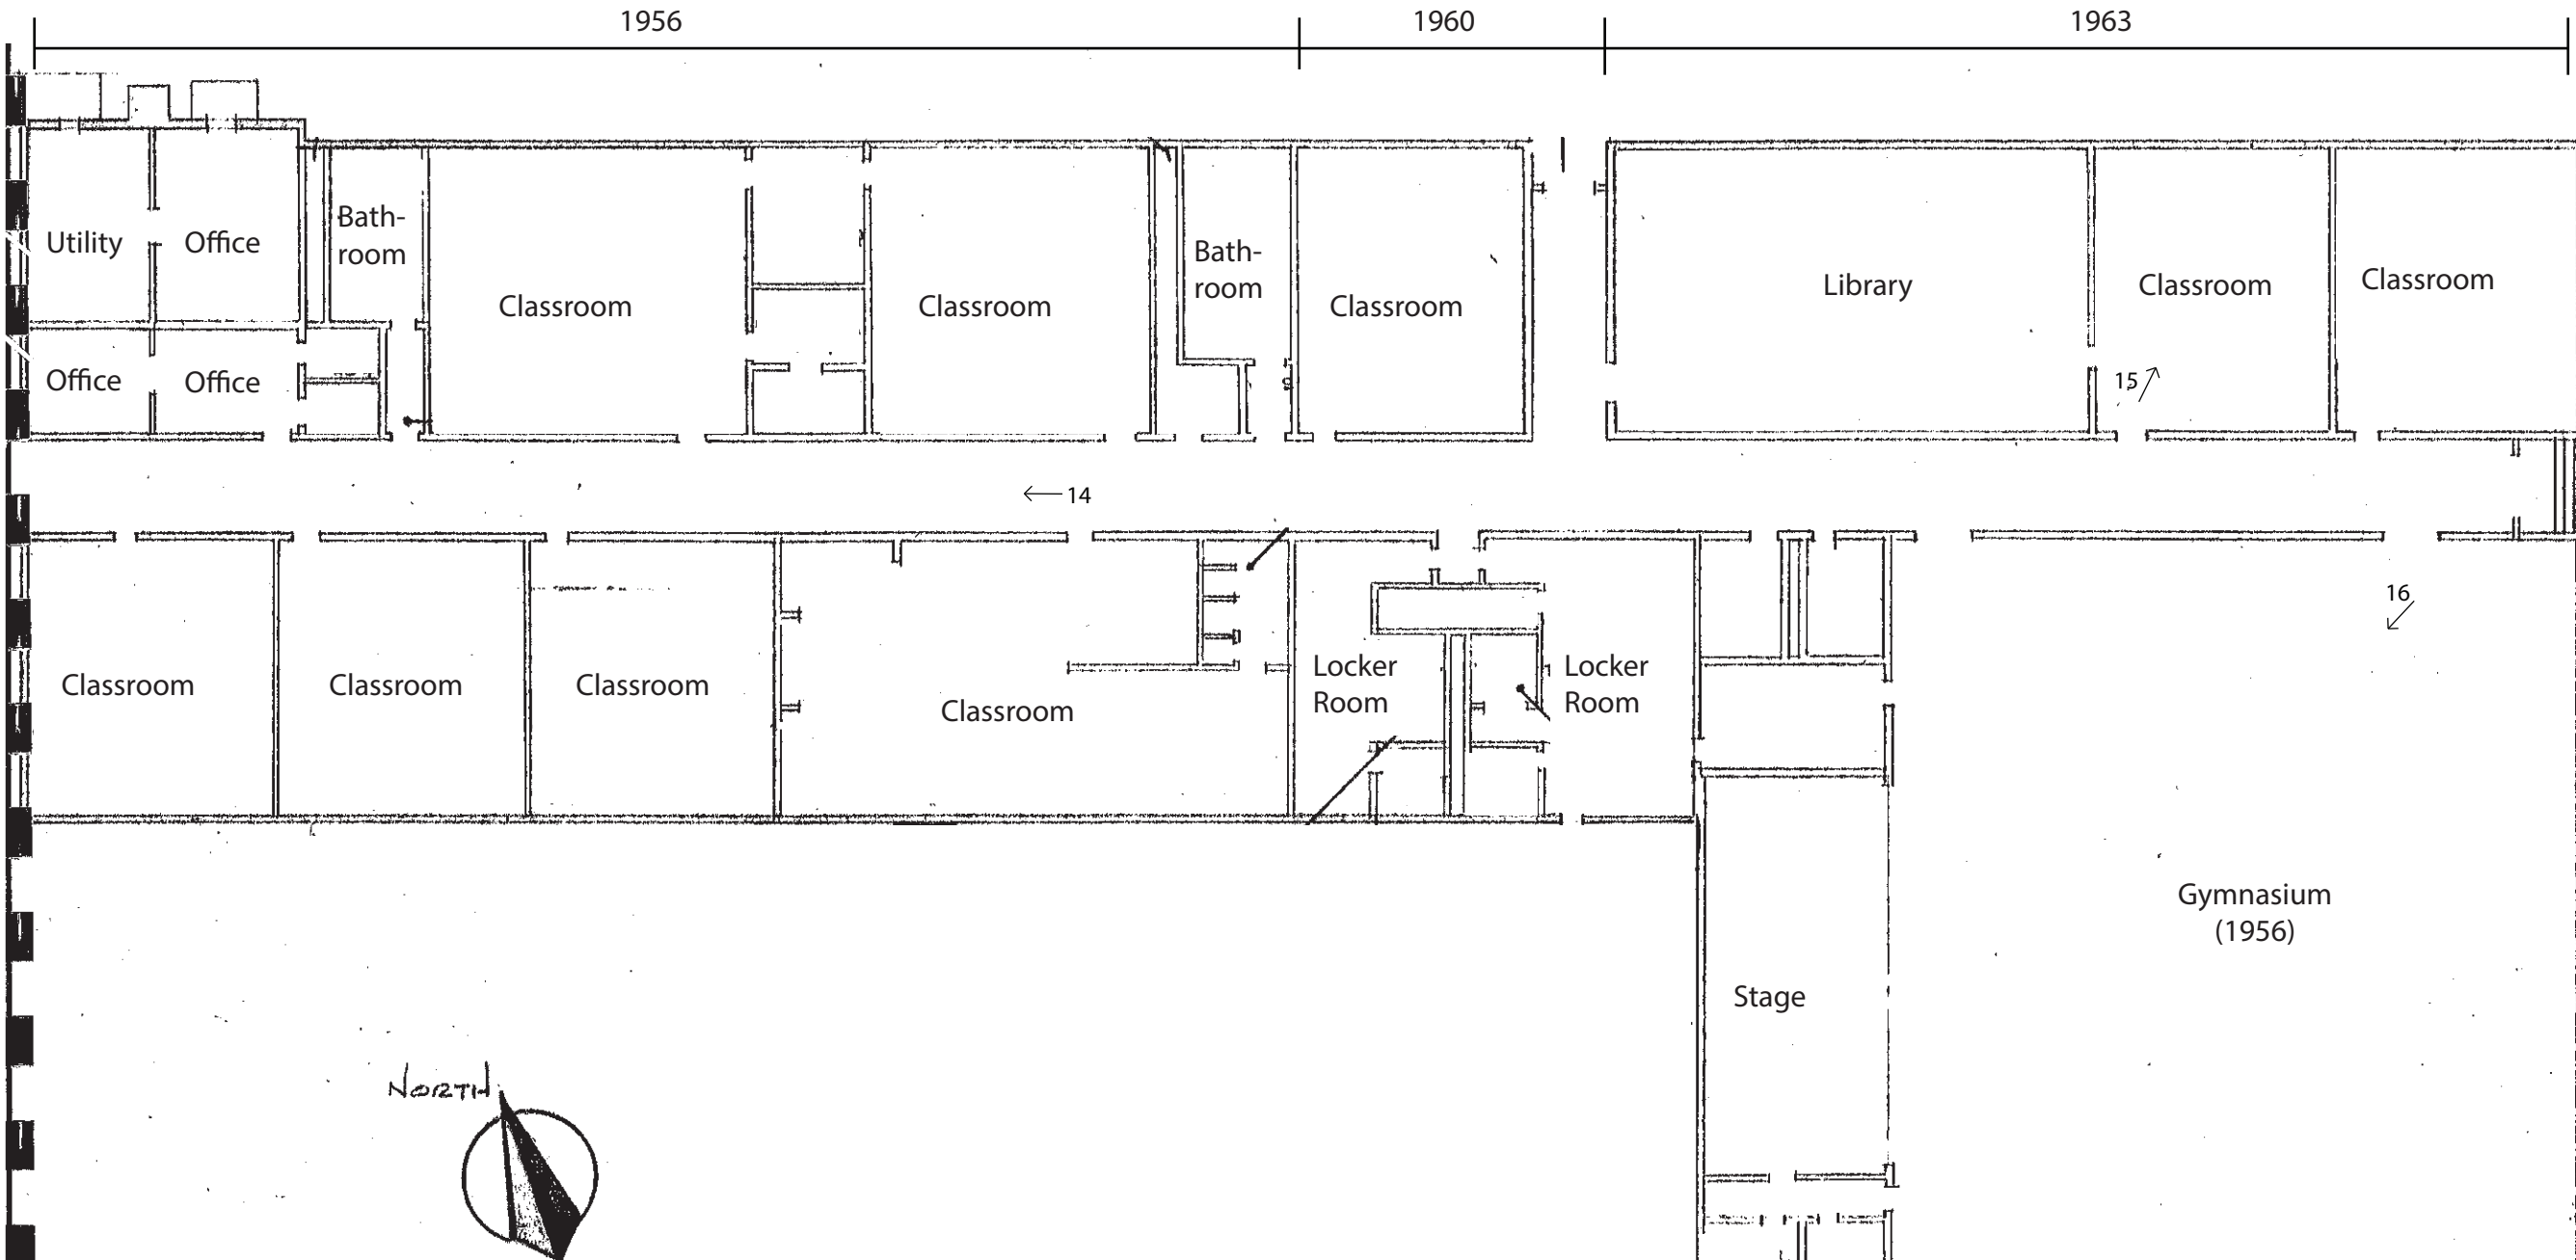 1956
1960
1963
Utility
Office
Bath-
room
Classroom
Classroom
Bath-
room
Classroom
Library
Classroom
Classroom
Office
Office
15
14
16
Classroom
Classroom
Classroom
Classroom
Locker
Room
Locker
Room
Gymnasium
(1956)
Stage
NORTH